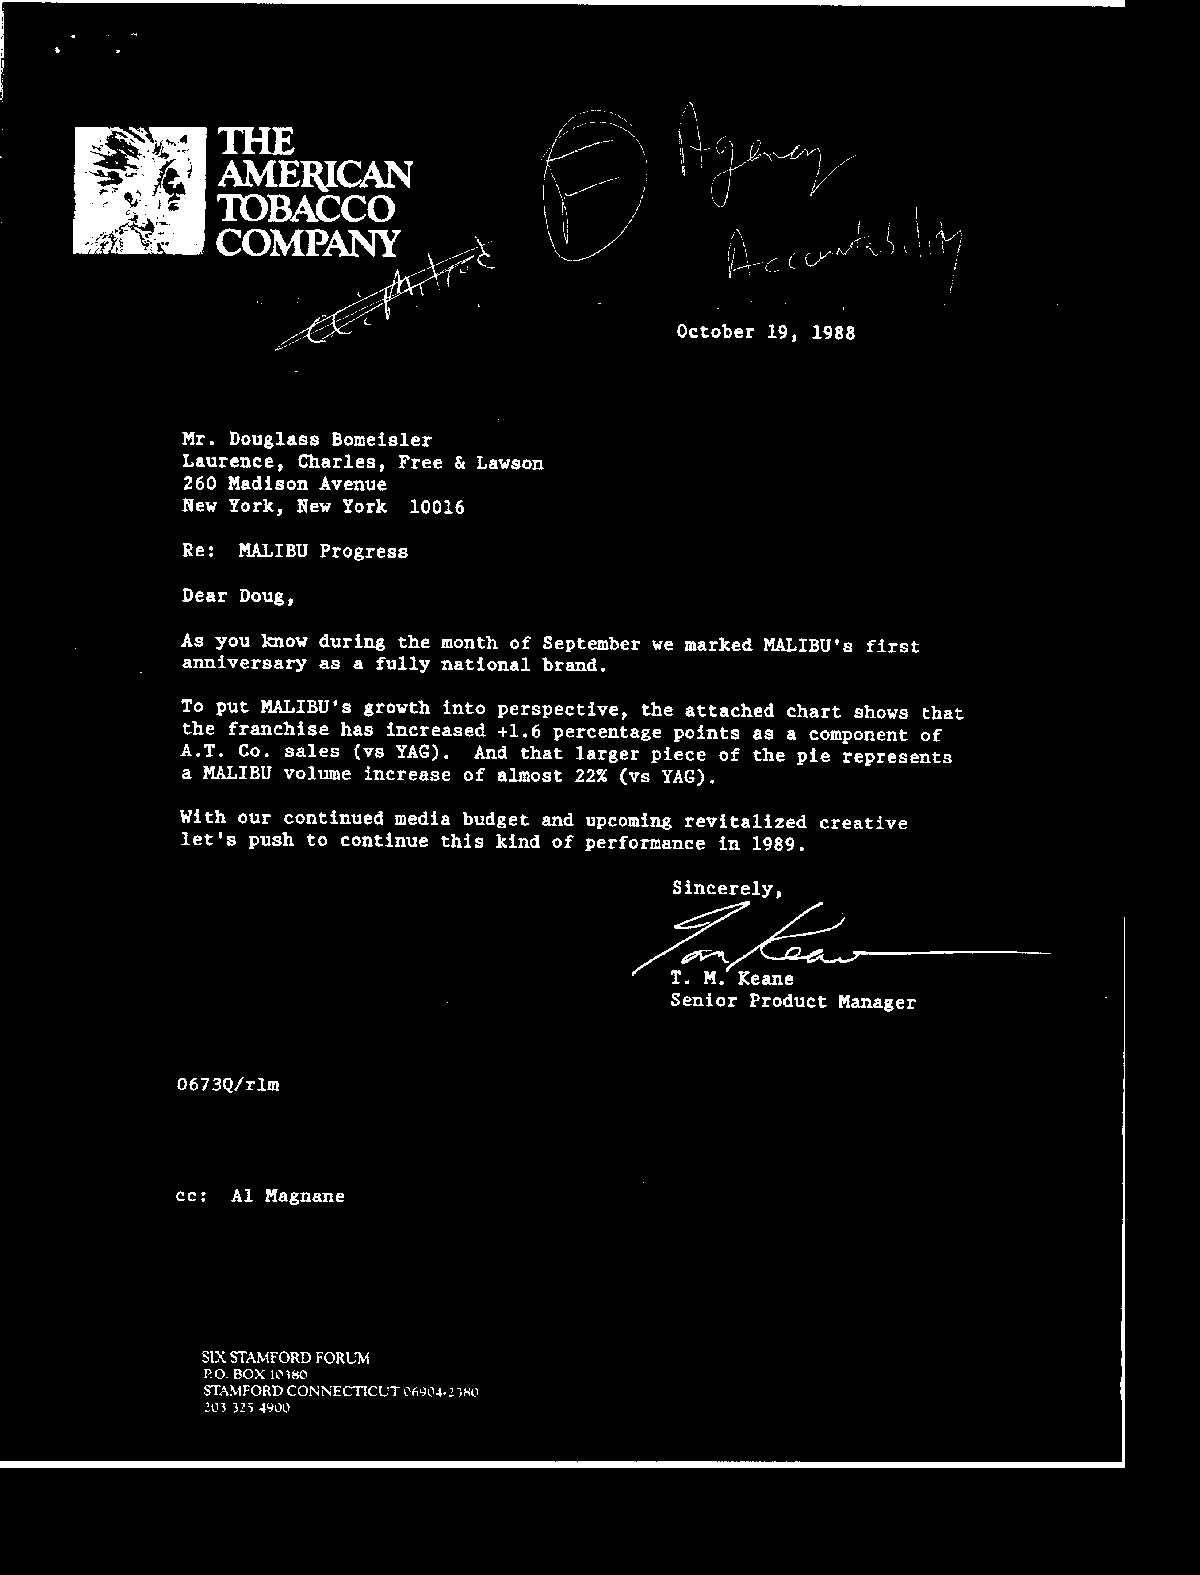 THE
AMERICAN
TOBACCO
COMPANY
F
Agency
Accountability
cc:
October 19, 1988
Mr. Douglass Bomeisler
Laurence, Charles, Free & Lawson
260 Madison Avenue
New York, New York 10016
Re: MALIBU Progress
Dear Doug,
As you know during the month of September we marked MALIBU's first
anniversary as a fully national brand.
To put MALIBU's growth into perspective, the attached chart shows that
the franchise has increased +1.6 percentage points as a component of
A.T. Co. sales (vs YAG). And that larger piece of the pie represents
a MALIBU volume increase of almost 22% (vs YAG).
With our continued media budget and upcoming revitalized creative
let's push to continue this kind of performance in 1989.
Sincerely,
Tom Keane
T. M. Keane
Senior Product Manager
0673Q/rlm
cc: Al Magnane
SIX STAMFORD FORUM
P.O. BOX 10380
STAMFORD CONNECTICUT 06904-2380
203 325 4900